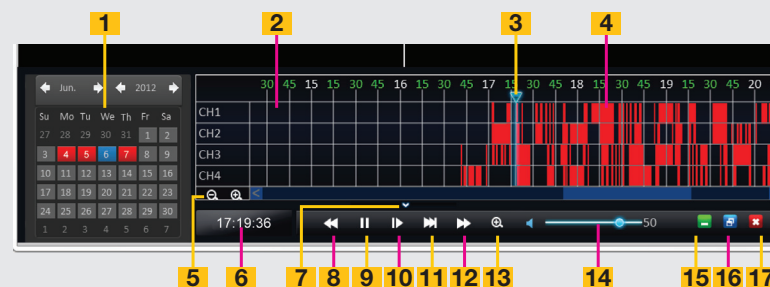 1 2 3 4
Jun. 2012
30 45 15 15 30 45 16 15 30 45 17 15 30 45 18 15 30 45 19 15 30 45 20
Su Mo Tu We Th Fr Sa
27 28 29 30 31 1 2
3 4 5 6 7 8 9
10 11 12 13 14 15 16
17 18 19 20 21 22 23
24 25 26 27 28 29 30
1 2 3 4 5 6 7
CH1
CH2
CH3
CH4
17:19:36
50
5 6 7 8 9 10 11 12 13 14 15 16 17